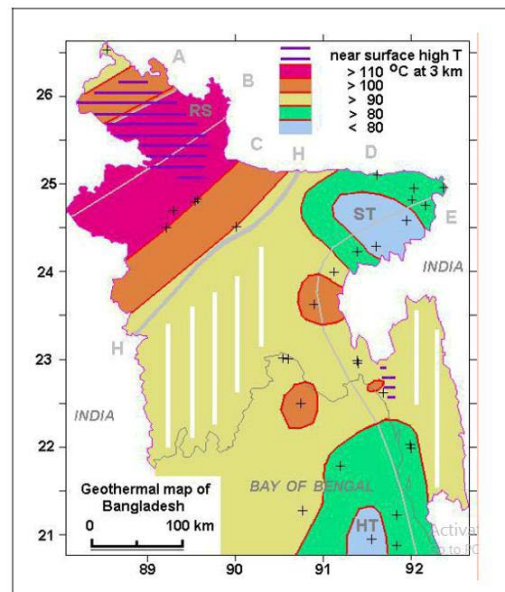 near surface high T
> 110 °C at 3 km
> 100
> 90
> 80
< 80
A
B
C
H
D
E
RS
ST
INDIA
H
INDIA
BAY OF BENGAL
HT
Geothermal map of
Bangladesh
0 100 km
26
25
24
23
22
21
89 90 91 92
Activat